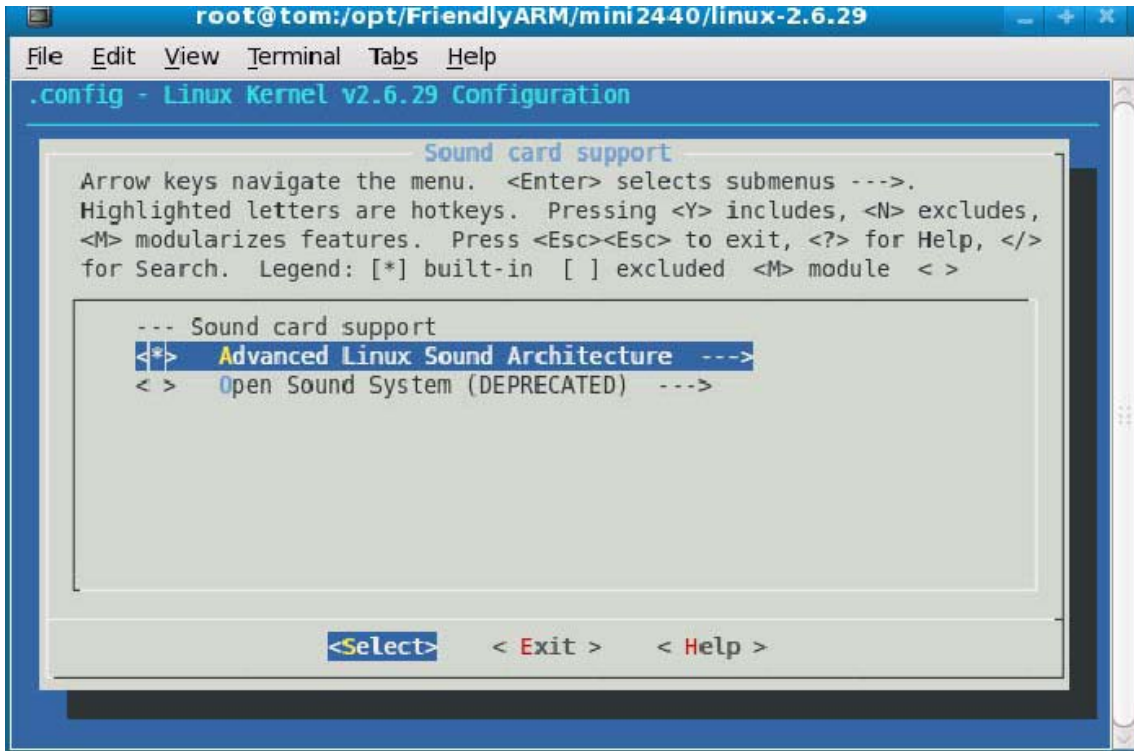 root@tom:/opt/FriendlyARM/mini2440/linux-2.6.29
File Edit View Terminal Tabs Help
.config - Linux Kernel v2.6.29 Configuration
Sound card support
Arrow keys navigate the menu. <Enter> selects submenus --->.
Highlighted letters are hotkeys. Pressing <Y> includes, <N> excludes,
<M> modularizes features. Press <Esc><Esc> to exit, <?> for Help, </>
for Search. Legend: [*] built-in [ ] excluded <M> module < >
--- Sound card support
<*> Advanced Linux Sound Architecture --->
< > Open Sound System (DEPRECATED) --->
<Select> < Exit > < Help >